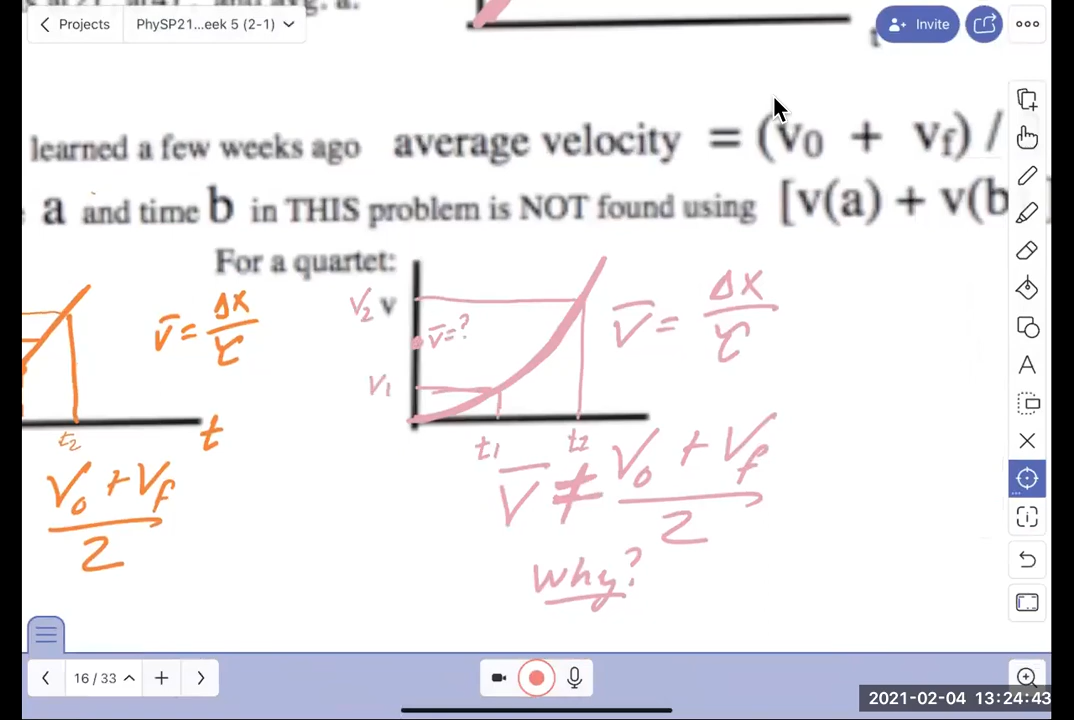 Projects
PhySP21...eek 5 (2-1)
Invite
t
learned a few weeks ago average velocity = (v0 + vf) /
a and time b in THIS problem is NOT found using [v(a) + v(b
For a quartet:
v̄ = Δx
t
t2
t
V0 + Vf
2
V2 v
v̄=?
V1
t1 t2
v̄ = Δx
t
V̄ ≠ V0 + Vf
2
Why?
16 / 33
2021-02-04 13:24:43